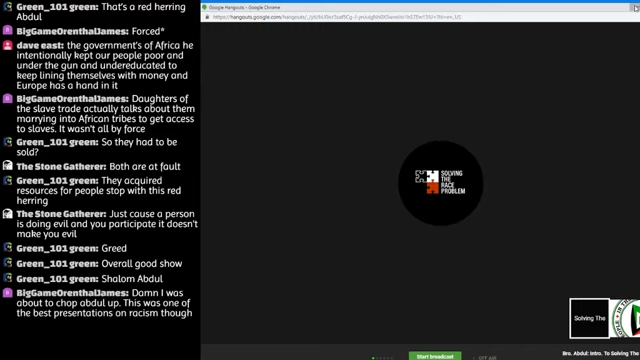 Green_101 green: That's a red herring
Abdul
BigGameOrenthalJames: Forced*
dave east: the government's of Africa he
intentionally kept our people poor and
under the gun and undereducated to
keep lining themselves with money and
Europe has a hand in it
BigGameOrenthalJames: Daughters of
the slave trade actually talks about them
marrying into African tribes to get access
to slaves. It wasn't all by force
Green_101 green: So they had to be
sold?
The Stone Gatherer: Both are at fault
Green_101 green: They acquired
resources for people stop with this red
herring
The Stone Gatherer: Just cause a person
is doing evil and you participate it doesn't
make you evil
Green_101 green: Greed
Green_101 green: Overall good show
Green_101 green: Shalom Abdul
BigGameOrenthalJames: Damn I was
about to chop abdul up. This was one of
the best presentations on racism though
Google Hangouts - Google Chrome
SOLVING
THE
RACE
PROBLEM
Solving The
Bro. Abdul: Intro. To Solving The
Start broadcast
OFF AIR